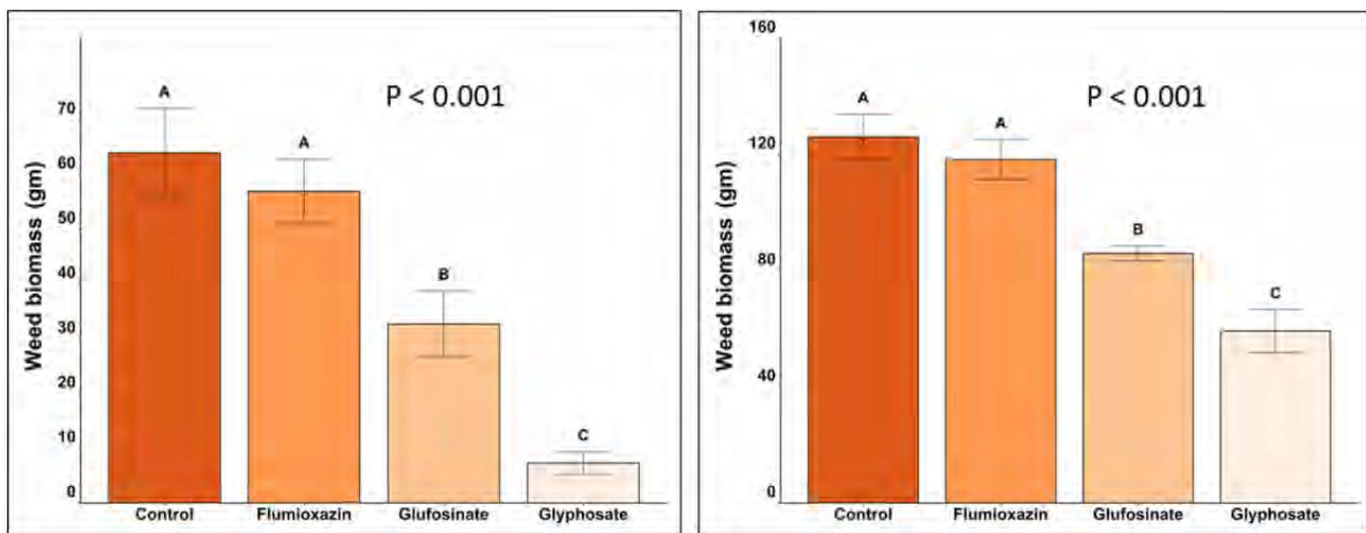 Weed biomass (gm)
70
60
50
40
30
20
10
0
P < 0.001
A
A
B
C
Control
Flumioxazin
Glufosinate
Glyphosate
Weed biomass (gm)
160
120
80
40
0
P < 0.001
A
A
B
C
Control
Flumioxazin
Glufosinate
Glyphosate